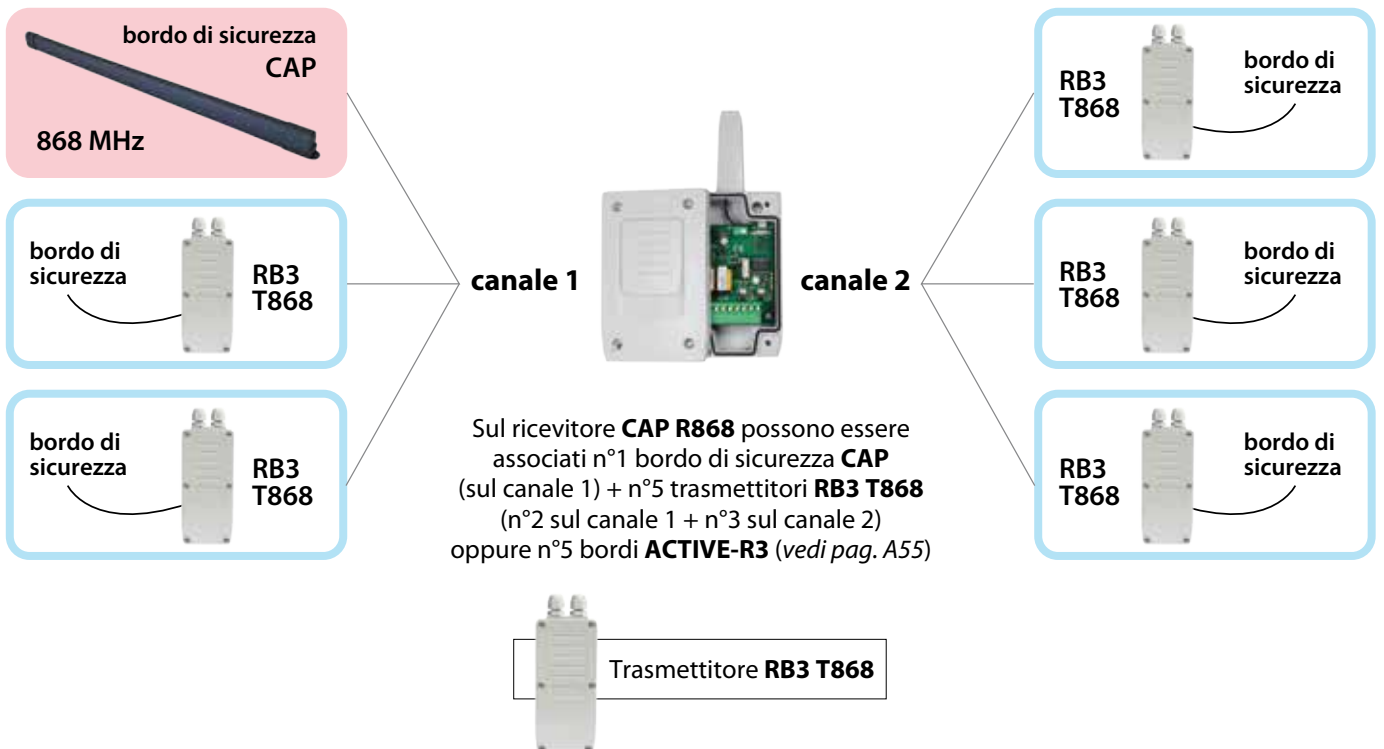 bordo di sicurezza
CAP
868 MHz
bordo di
sicurezza
RB3
T868
bordo di
sicurezza
RB3
T868
canale 1
canale 2
RB3
T868
bordo di
sicurezza
RB3
T868
bordo di
sicurezza
RB3
T868
bordo di
sicurezza
Sul ricevitore CAP R868 possono essere
associati n°1 bordo di sicurezza CAP
(sul canale 1) + n°5 trasmettitori RB3 T868
(n°2 sul canale 1 + n°3 sul canale 2)
oppure n°5 bordi ACTIVE-R3 (vedi pag. A55)
Trasmettitore RB3 T868